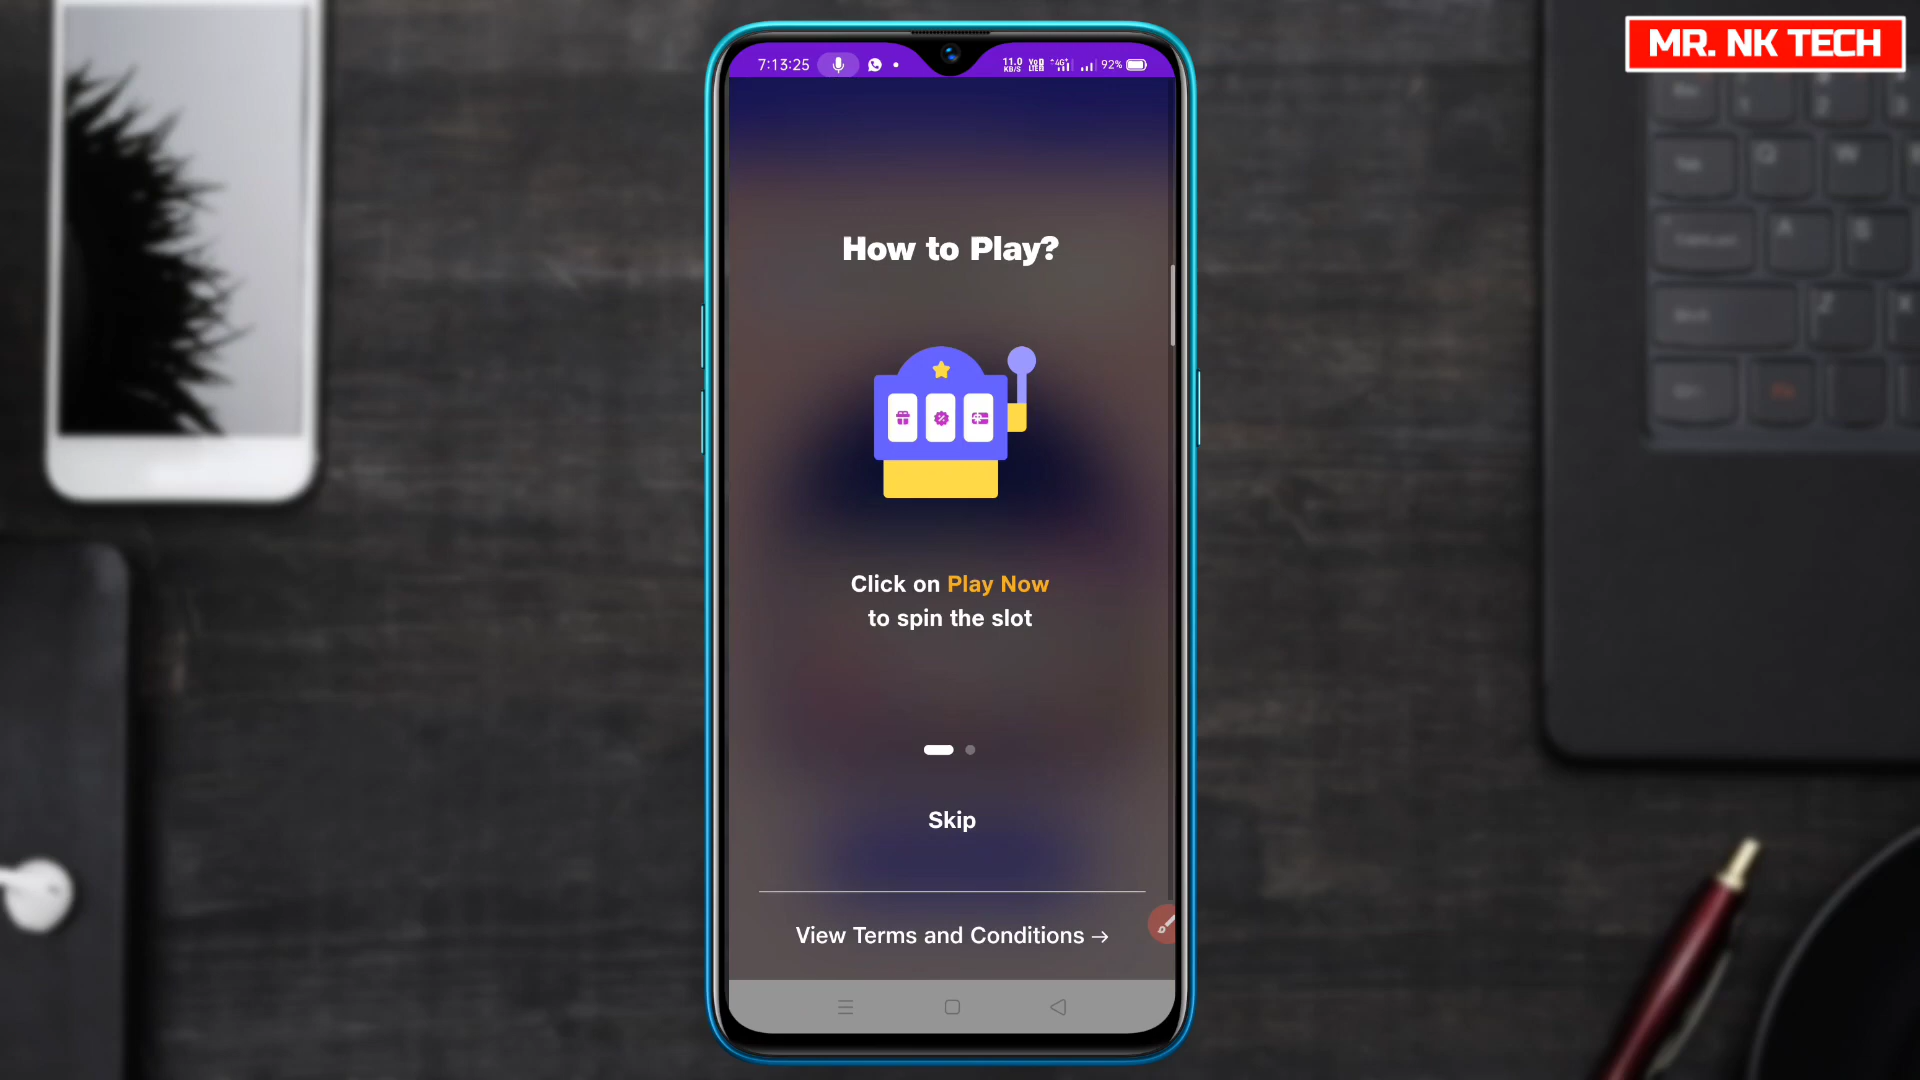 MR. NK TECH
7:13:25
11.0 KB/S
4G+
92%
How to Play?
Click on Play Now
to spin the slot
Skip
View Terms and Conditions →
Q
W
A
S
Z
X